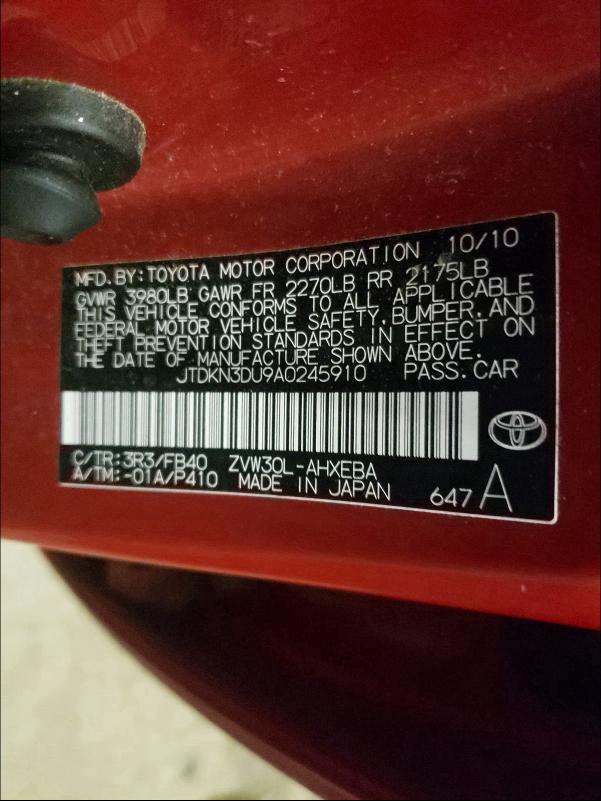 MFD. BY: TOYOTA MOTOR CORPORATION 10/10
GVWR 3980LB GAWR FR 2270LB RR 2175LB
THIS VEHICLE CONFORMS TO ALL APPLICABLE
FEDERAL MOTOR VEHICLE SAFETY, BUMPER, AND
THEFT PREVENTION STANDARDS IN EFFECT ON
THE DATE OF MANUFACTURE SHOWN ABOVE.
JTDKN3DU9A0245910 PASS. CAR
C/TR: 3R3/FB40 ZVW30L-AHXEBA
A/TM: -01A/P410 MADE IN JAPAN
647 A